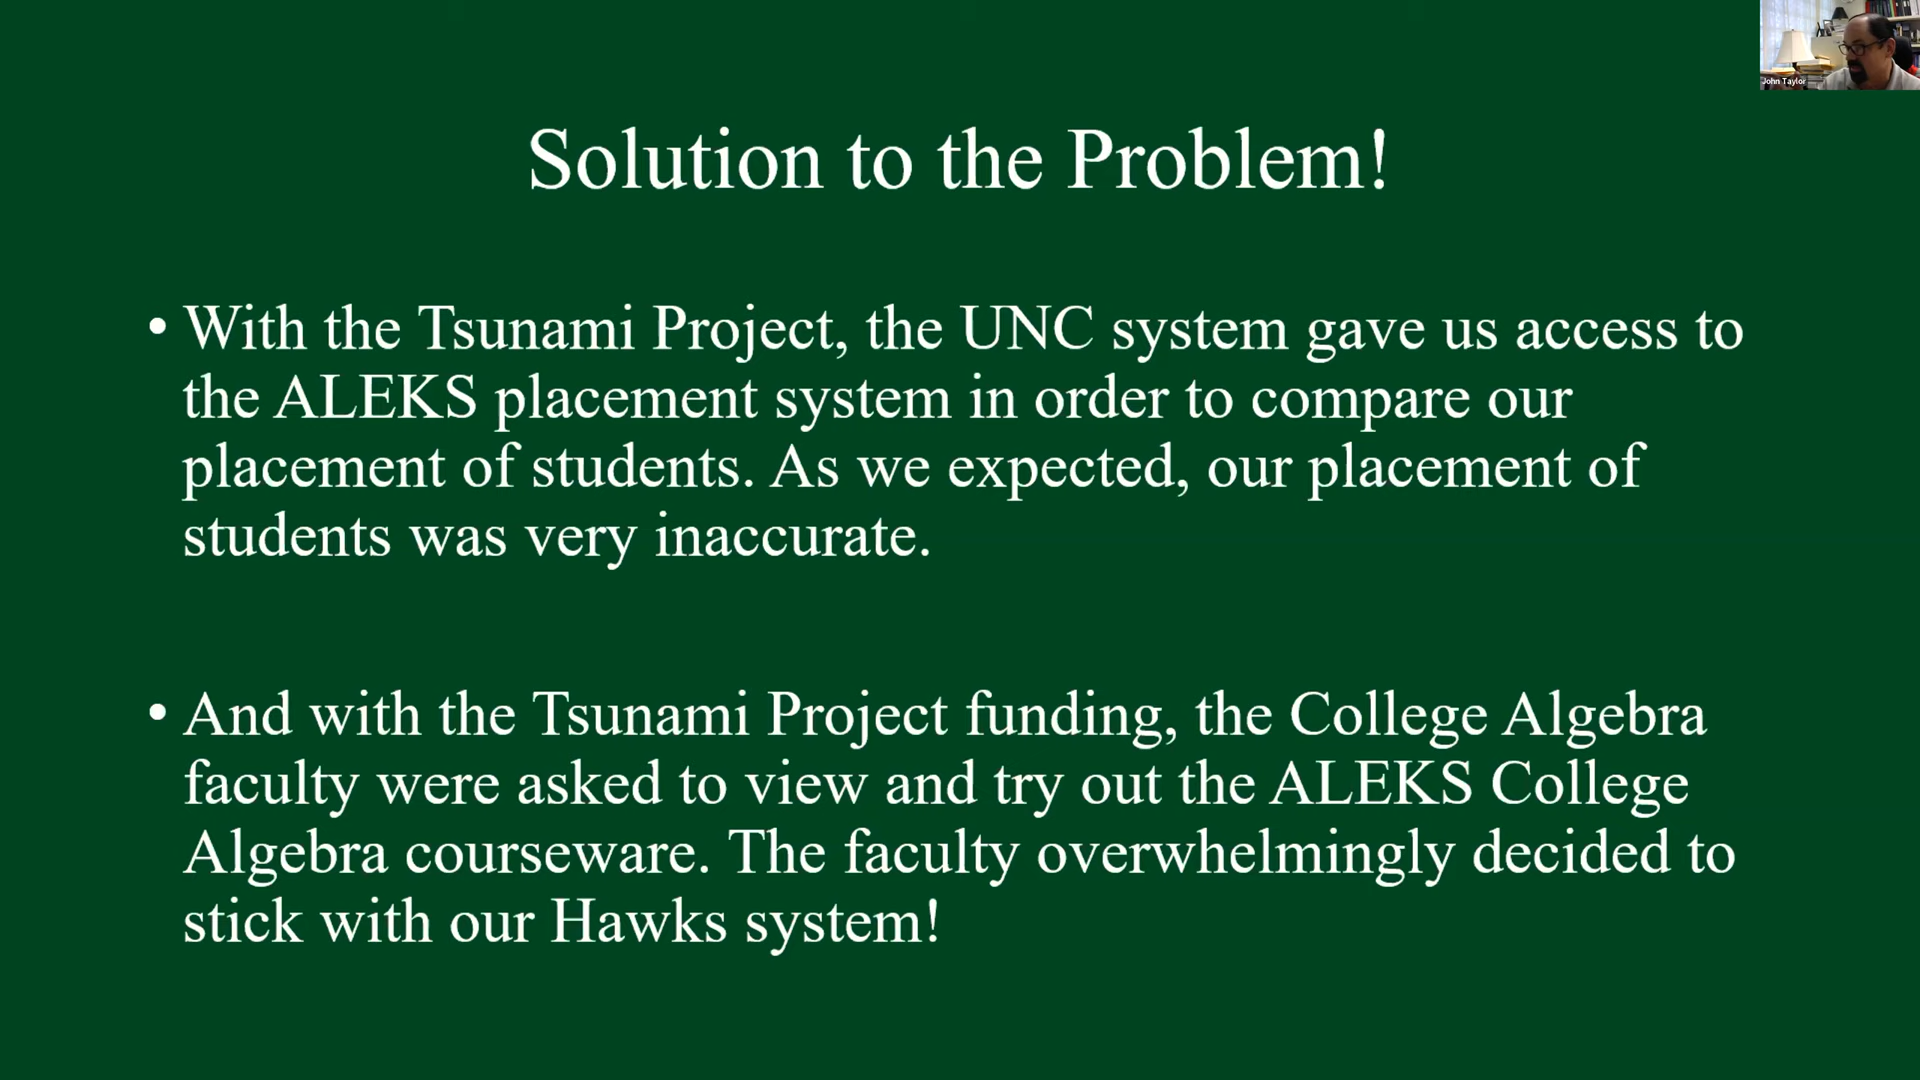 John Taylor
Solution to the Problem!
• With the Tsunami Project, the UNC system gave us access to
the ALEKS placement system in order to compare our
placement of students. As we expected, our placement of
students was very inaccurate.
• And with the Tsunami Project funding, the College Algebra
faculty were asked to view and try out the ALEKS College
Algebra courseware. The faculty overwhelmingly decided to
stick with our Hawks system!